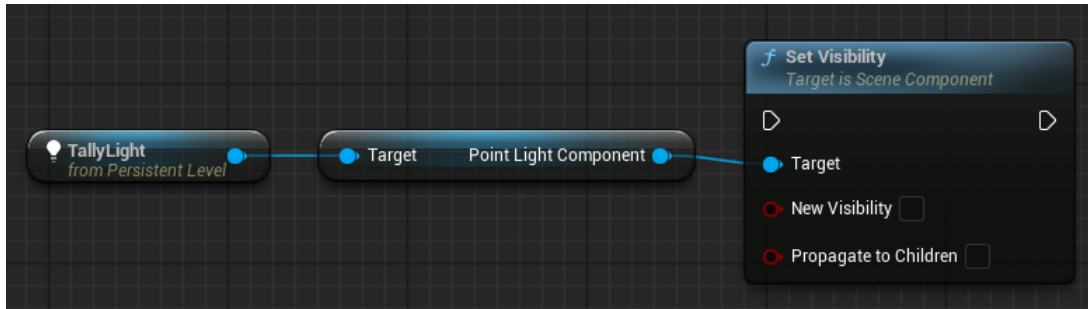 TallyLight
from Persistent Level
Target
Point Light Component
f Set Visibility
Target is Scene Component
Target
New Visibility
Propagate to Children